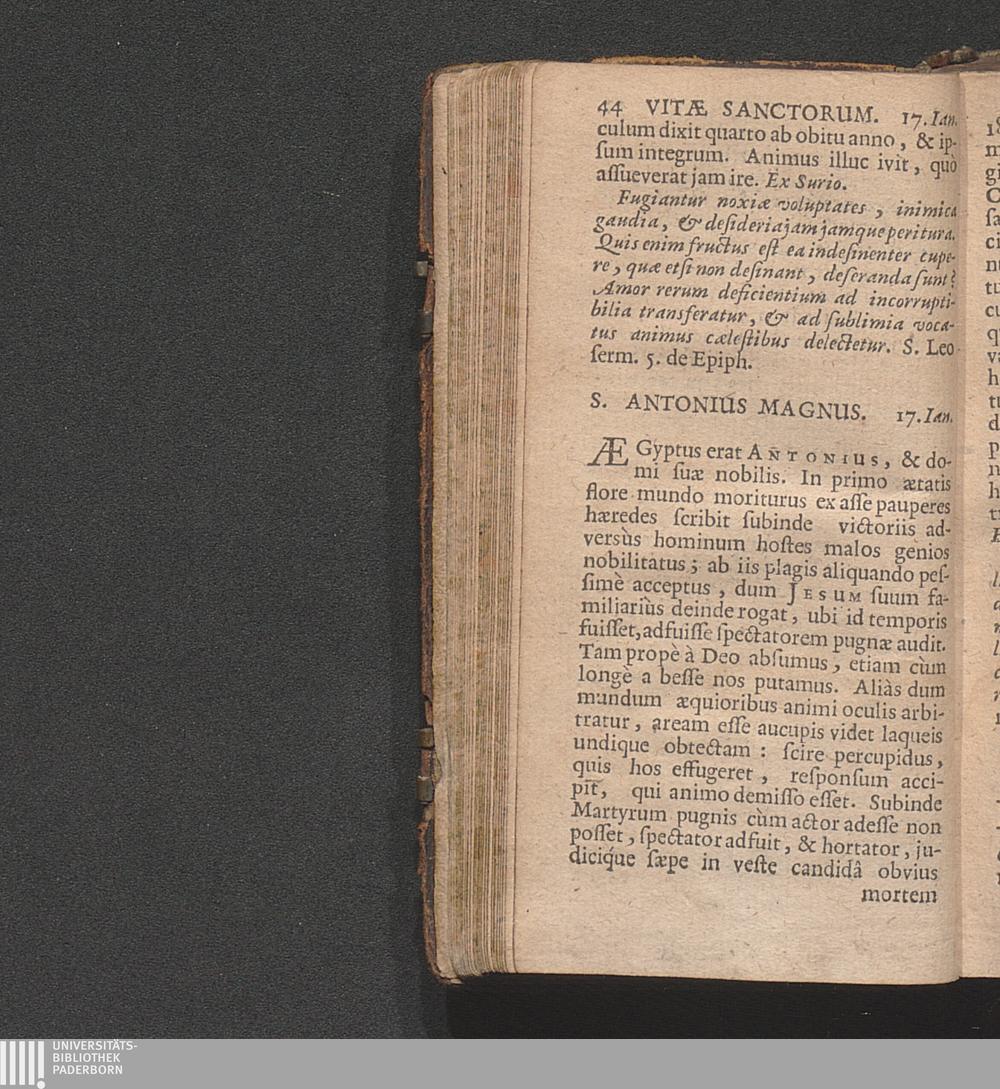 44 VITÆ SANCTORUM. 17. Ian.
culum dixit quarto ab obitu anno, & ip-
ſum integrum. Animus illuc ivit, quò
aſſueverat jam ire. Ex Surio.
Fugiantur noxiæ voluptates, inimica
gaudia, & deſideria jam jamque peritura.
Quis enim fructus eſt ea indeſinenter cupe-
re, quæ etſi non deſinant, deſeranda ſunt?
Amor rerum deficientium ad incorrupti-
bilia transferatur, & ad ſublimia voca-
tus animus cæleſtibus delectetur. S. Leo
ſerm. 5. de Epiph.
S. ANTONIUS MAGNUS. 17. Ian.
ÆGyptus erat ANTONIUS, & do-
mi ſuæ nobilis. In primo ætatis
flore mundo moriturus ex aſſe pauperes
hæredes ſcribit ſubinde victoriis ad-
versùs hominum hoſtes malos genios
nobilitatus; ab iis plagis aliquando peſ-
ſimè acceptus, dum JESUM ſuum fa-
miliariùs deinde rogat, ubi id temporis
fuiſſet, adfuiſſe ſpectatorem pugnæ audit.
Tam propè à Deo abſumus, etiam cùm
longè a beſſe nos putamus. Aliàs dum
mundum æquioribus animi oculis arbi-
tratur, aream eſſe aucupis videt laqueis
undique obtectam: ſcire percupidus,
quis hos effugeret, reſponſum acci-
pit, qui animo demiſſo eſſet. Subinde
Martyrum pugnis cùm actor adeſſe non
poſſet, ſpectator adfuit, & hortator, ju-
dicique ſæpe in veſte candidâ obvius
mortem
UNIVERSITÄTS-
BIBLIOTHEK
PADERBORN